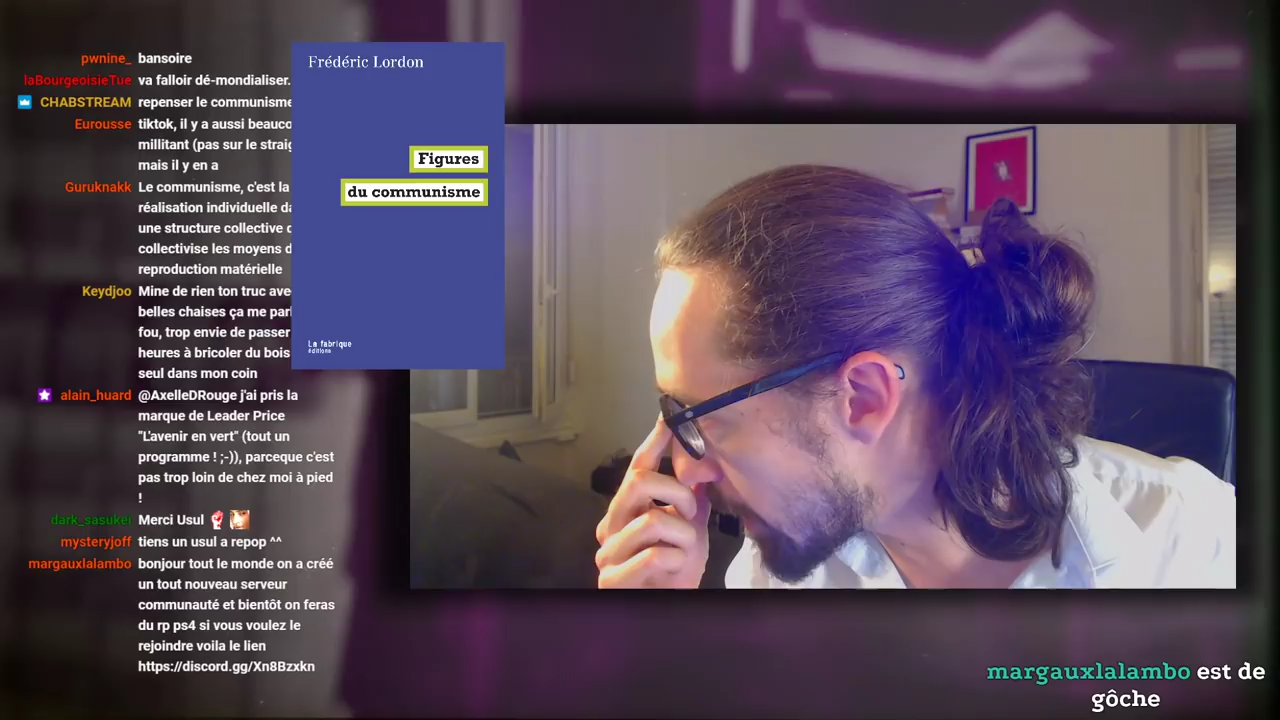 pwnine_ bansoire
laBourgeoisieTue va falloir dé-mondialiser.
CHABSTREAM repenser le communisme
Eurousse tiktok, il y a aussi beauco
millitant (pas sur le straig
mais il y en a
Guruknakk Le communisme, c'est la
réalisation individuelle da
une structure collective
collectivise les moyens d
reproduction matérielle
Keydjoo Mine de rien ton truc ave
belles chaises ça me parl
fou, trop envie de passer
heures à bricoler du bois
seul dans mon coin
alain_huard @AxelleDRouge j'ai pris la
marque de Leader Price
"L'avenir en vert" (tout un
programme ! ;-)), parceque c'est
pas trop loin de chez moi à pied
!
dark_sasukei Merci Usul
mysteryjoff tiens un usul a repop ^^
margauxlalambo bonjour tout le monde on a créé
un tout nouveau serveur
communauté et bientôt on feras
du rp ps4 si vous voulez le
rejoindre voila le lien
https://discord.gg/Xn8Bzxkn
Frédéric Lordon
Figures
du communisme
La fabrique
éditions
margauxlalambo est de
gôche